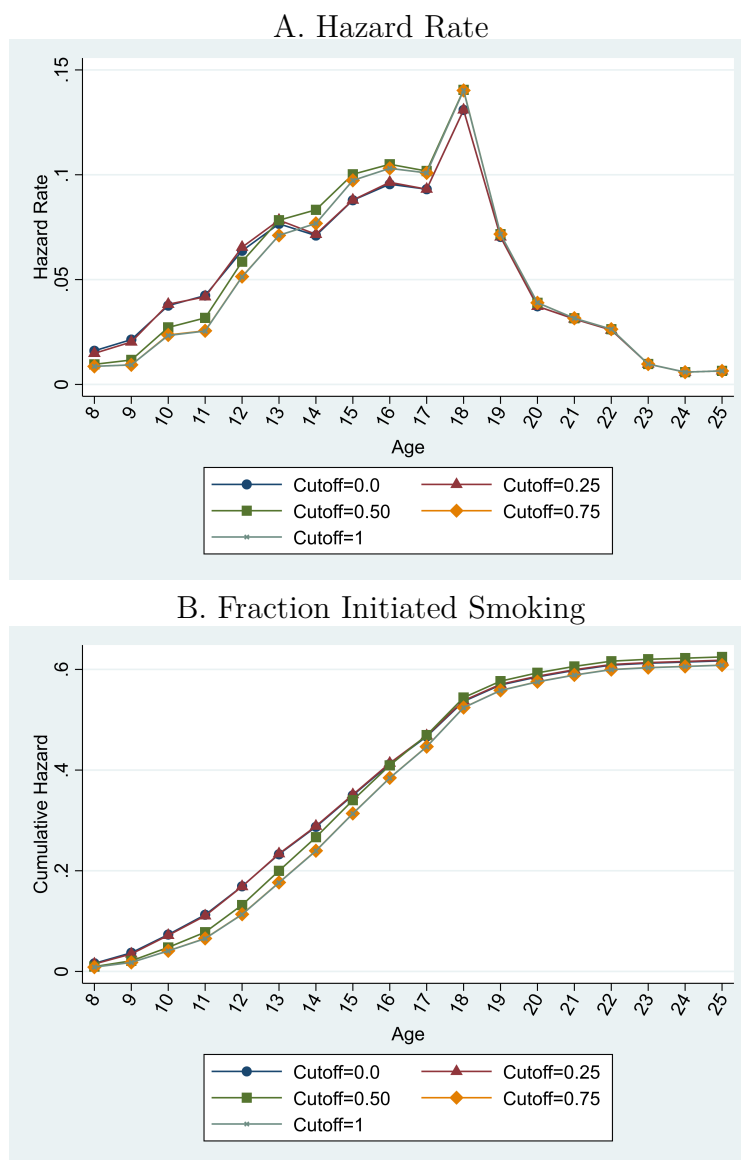 A. Hazard Rate
.15
.1
.05
0
Hazard Rate
8 9 10 11 12 13 14 15 16 17 18 19 20 21 22 23 24 25
Age
Cutoff=0.0 Cutoff=0.25
Cutoff=0.50 Cutoff=0.75
Cutoff=1
B. Fraction Initiated Smoking
.6
.4
.2
0
Cumulative Hazard
8 9 10 11 12 13 14 15 16 17 18 19 20 21 22 23 24 25
Age
Cutoff=0.0 Cutoff=0.25
Cutoff=0.50 Cutoff=0.75
Cutoff=1